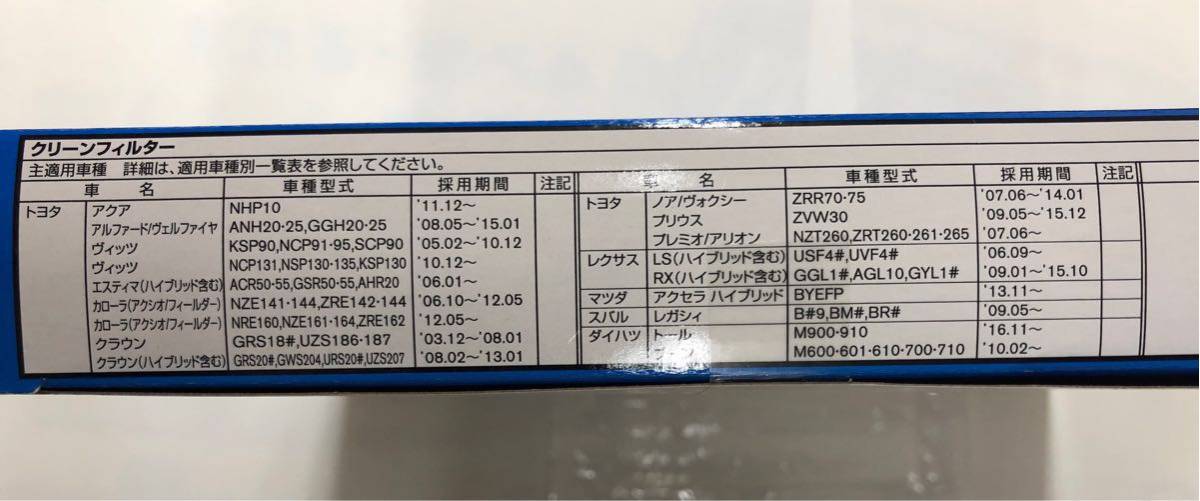 クリーンフィルター
主適用車種 詳細は、適用車種別一覧表を参照してください。
車名 車種型式 採用期間 注記
トヨタ アクア NHP10 '11.12～
アルファード/ヴェルファイヤ ANH20・25,GGH20・25 '08.05～'15.01
ヴィッツ KSP90,NCP91・95,SCP90 '05.02～'10.12
ヴィッツ NCP131,NSP130・135,KSP130 '10.12～
エスティマ(ハイブリッド含む) ACR50・55,GSR50・55,AHR20 '06.01～
カローラ(アクシオ/フィールダー) NZE141・144,ZRE142・144 '06.10～'12.05
カローラ(アクシオ/フィールダー) NRE160,NZE161・164,ZRE162 '12.05～
クラウン GRS18#,UZS186・187 '03.12～'08.01
クラウン(ハイブリッド含む) GRS20#,GWS204,URS20#,UZS207 '08.02～'13.01
車名 車種型式 採用期間 注記
トヨタ ノア/ヴォクシー ZRR70・75 '07.06～'14.01
プリウス ZVW30 '09.05～'15.12
プレミオ/アリオン NZT260,ZRT260・261・265 '07.06～
レクサス LS(ハイブリッド含む) USF4#,UVF4# '06.09～
RX(ハイブリッド含む) GGL1#,AGL10,GYL1# '09.01～'15.10
マツダ アクセラ ハイブリッド BYEFP '13.11～
スバル レガシィ B#9,BM#,BR# '09.05～
ダイハツ トール M900・910 '16.11～
M600・601・610・700・710 '10.02～